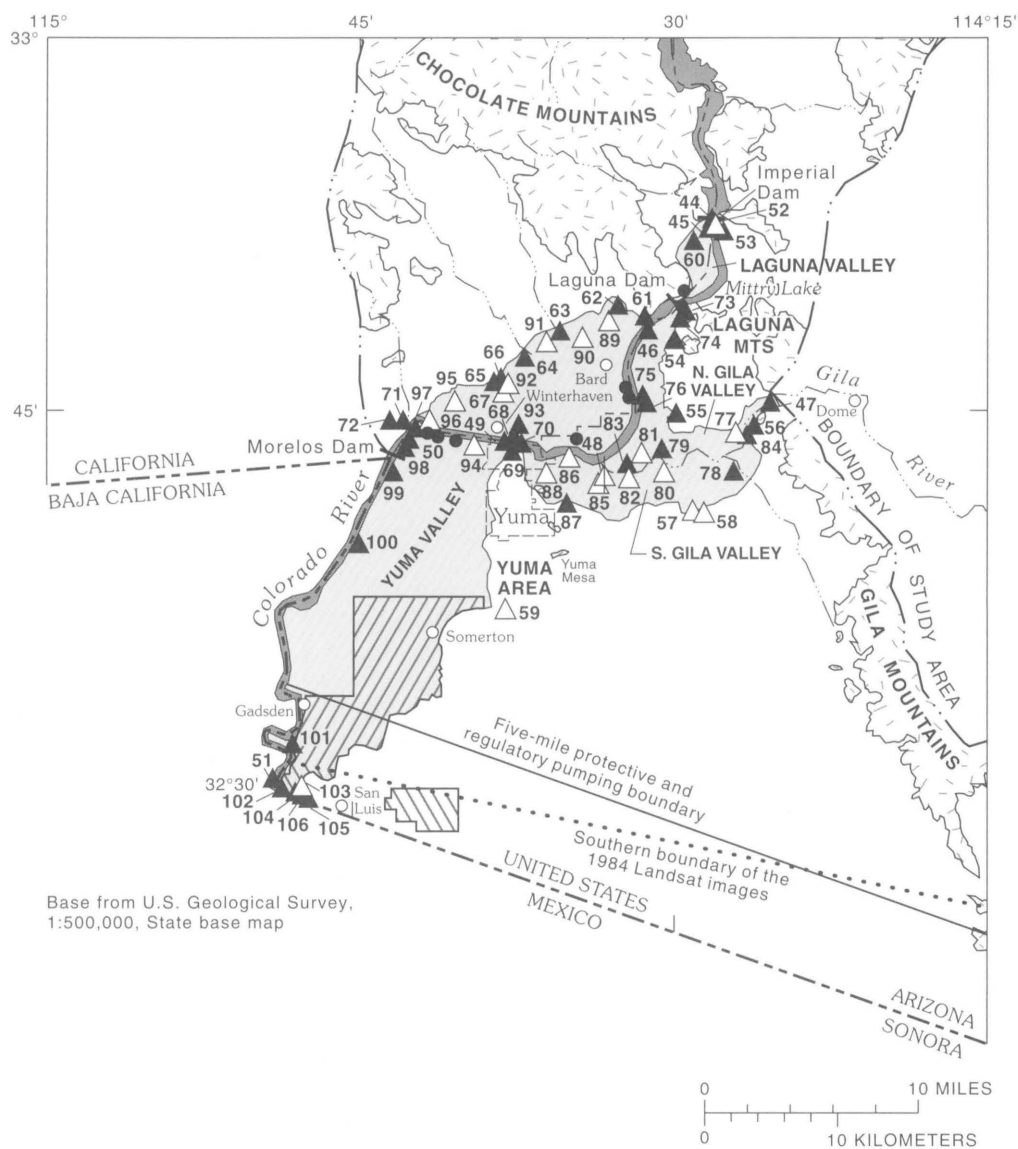 115°
45'
30'
114°15'
33°
CHOCOLATE MOUNTAINS
Imperial
Dam
44
52
45
53
60
LAGUNA VALLEY
Laguna Dam
Mittry Lake
62
61
73
63
91
89
LAGUNA
MTS
90
46
54
74
64
66
Bard
75
N. GILA
VALLEY
Gila
65
92
95
67
Winterhaven
76
71
97
68
93
83
55
77
47
Dome
45'
72
96
49
70
48
81
79
56
84
Morelos Dam
50
94
69
86
78
River
CALIFORNIA
BAJA CALIFORNIA
98
99
88
85
82
80
87
57
58
River
YUMA VALLEY
Yuma
S. GILA VALLEY
100
YUMA
AREA
Yuma
Mesa
BOUNDARY OF STUDY AREA
Colorado
59
Somerton
GILA MOUNTAINS
Gadsden
Five-mile protective and
regulatory pumping boundary
101
51
32°30'
103
San
Luis
102
104
106
105
Southern boundary of the
1984 Landsat images
UNITED STATES
MEXICO
Base from U.S. Geological Survey,
1:500,000, State base map
ARIZONA
SONORA
0
10 MILES
0
10 KILOMETERS